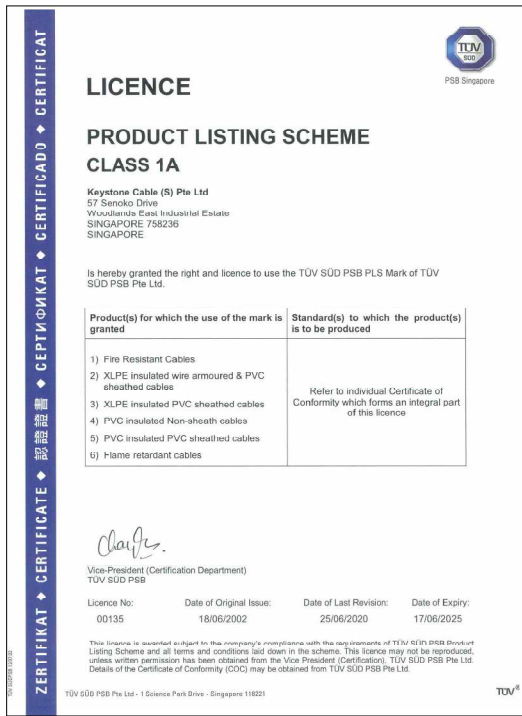 ZERTIFIKAT ◆ CERTIFICATE ◆ 認證證書 ◆ СЕРТИФИКАТ ◆ CERTIFICADO ◆ CERTIFICAT
TÜV
SÜD
PSB Singapore
LICENCE
PRODUCT LISTING SCHEME
CLASS 1A
Keystone Cable (S) Pte Ltd
57 Senoko Drive
Woodlands East Industrial Estate
SINGAPORE 758236
SINGAPORE
Is hereby granted the right and licence to use the TÜV SÜD PSB PLS Mark of TÜV
SÜD PSB Pte Ltd.
Product(s) for which the use of the mark is
granted
Standard(s) to which the product(s)
is to be produced
1) Fire Resistant Cables
2) XLPE insulated wire armoured & PVC
sheathed cables
3) XLPE insulated PVC sheathed cables
4) PVC insulated Non-sheath cables
5) PVC insulated PVC sheathed cables
6) Flame retardant cables
Refer to individual Certificate of
Conformity which forms an integral part
of this licence
Vice-President (Certification Department)
TÜV SÜD PSB
Licence No: Date of Original Issue: Date of Last Revision: Date of Expiry:
00135 18/06/2002 25/06/2020 17/06/2025
This licence is awarded subject to the company's compliance with the requirements of TÜV SÜD PSB Product
Listing Scheme and all terms and conditions laid down in the scheme. This licence may not be reproduced,
unless written permission has been obtained from the Vice President (Certification), TÜV SÜD PSB Pte Ltd.
Details of the Certificate of Conformity (COC) may be obtained from TÜV SÜD PSB Pte Ltd.
TÜV SÜD PSB Pte Ltd - 1 Science Park Drive - Singapore 118221
TÜV®